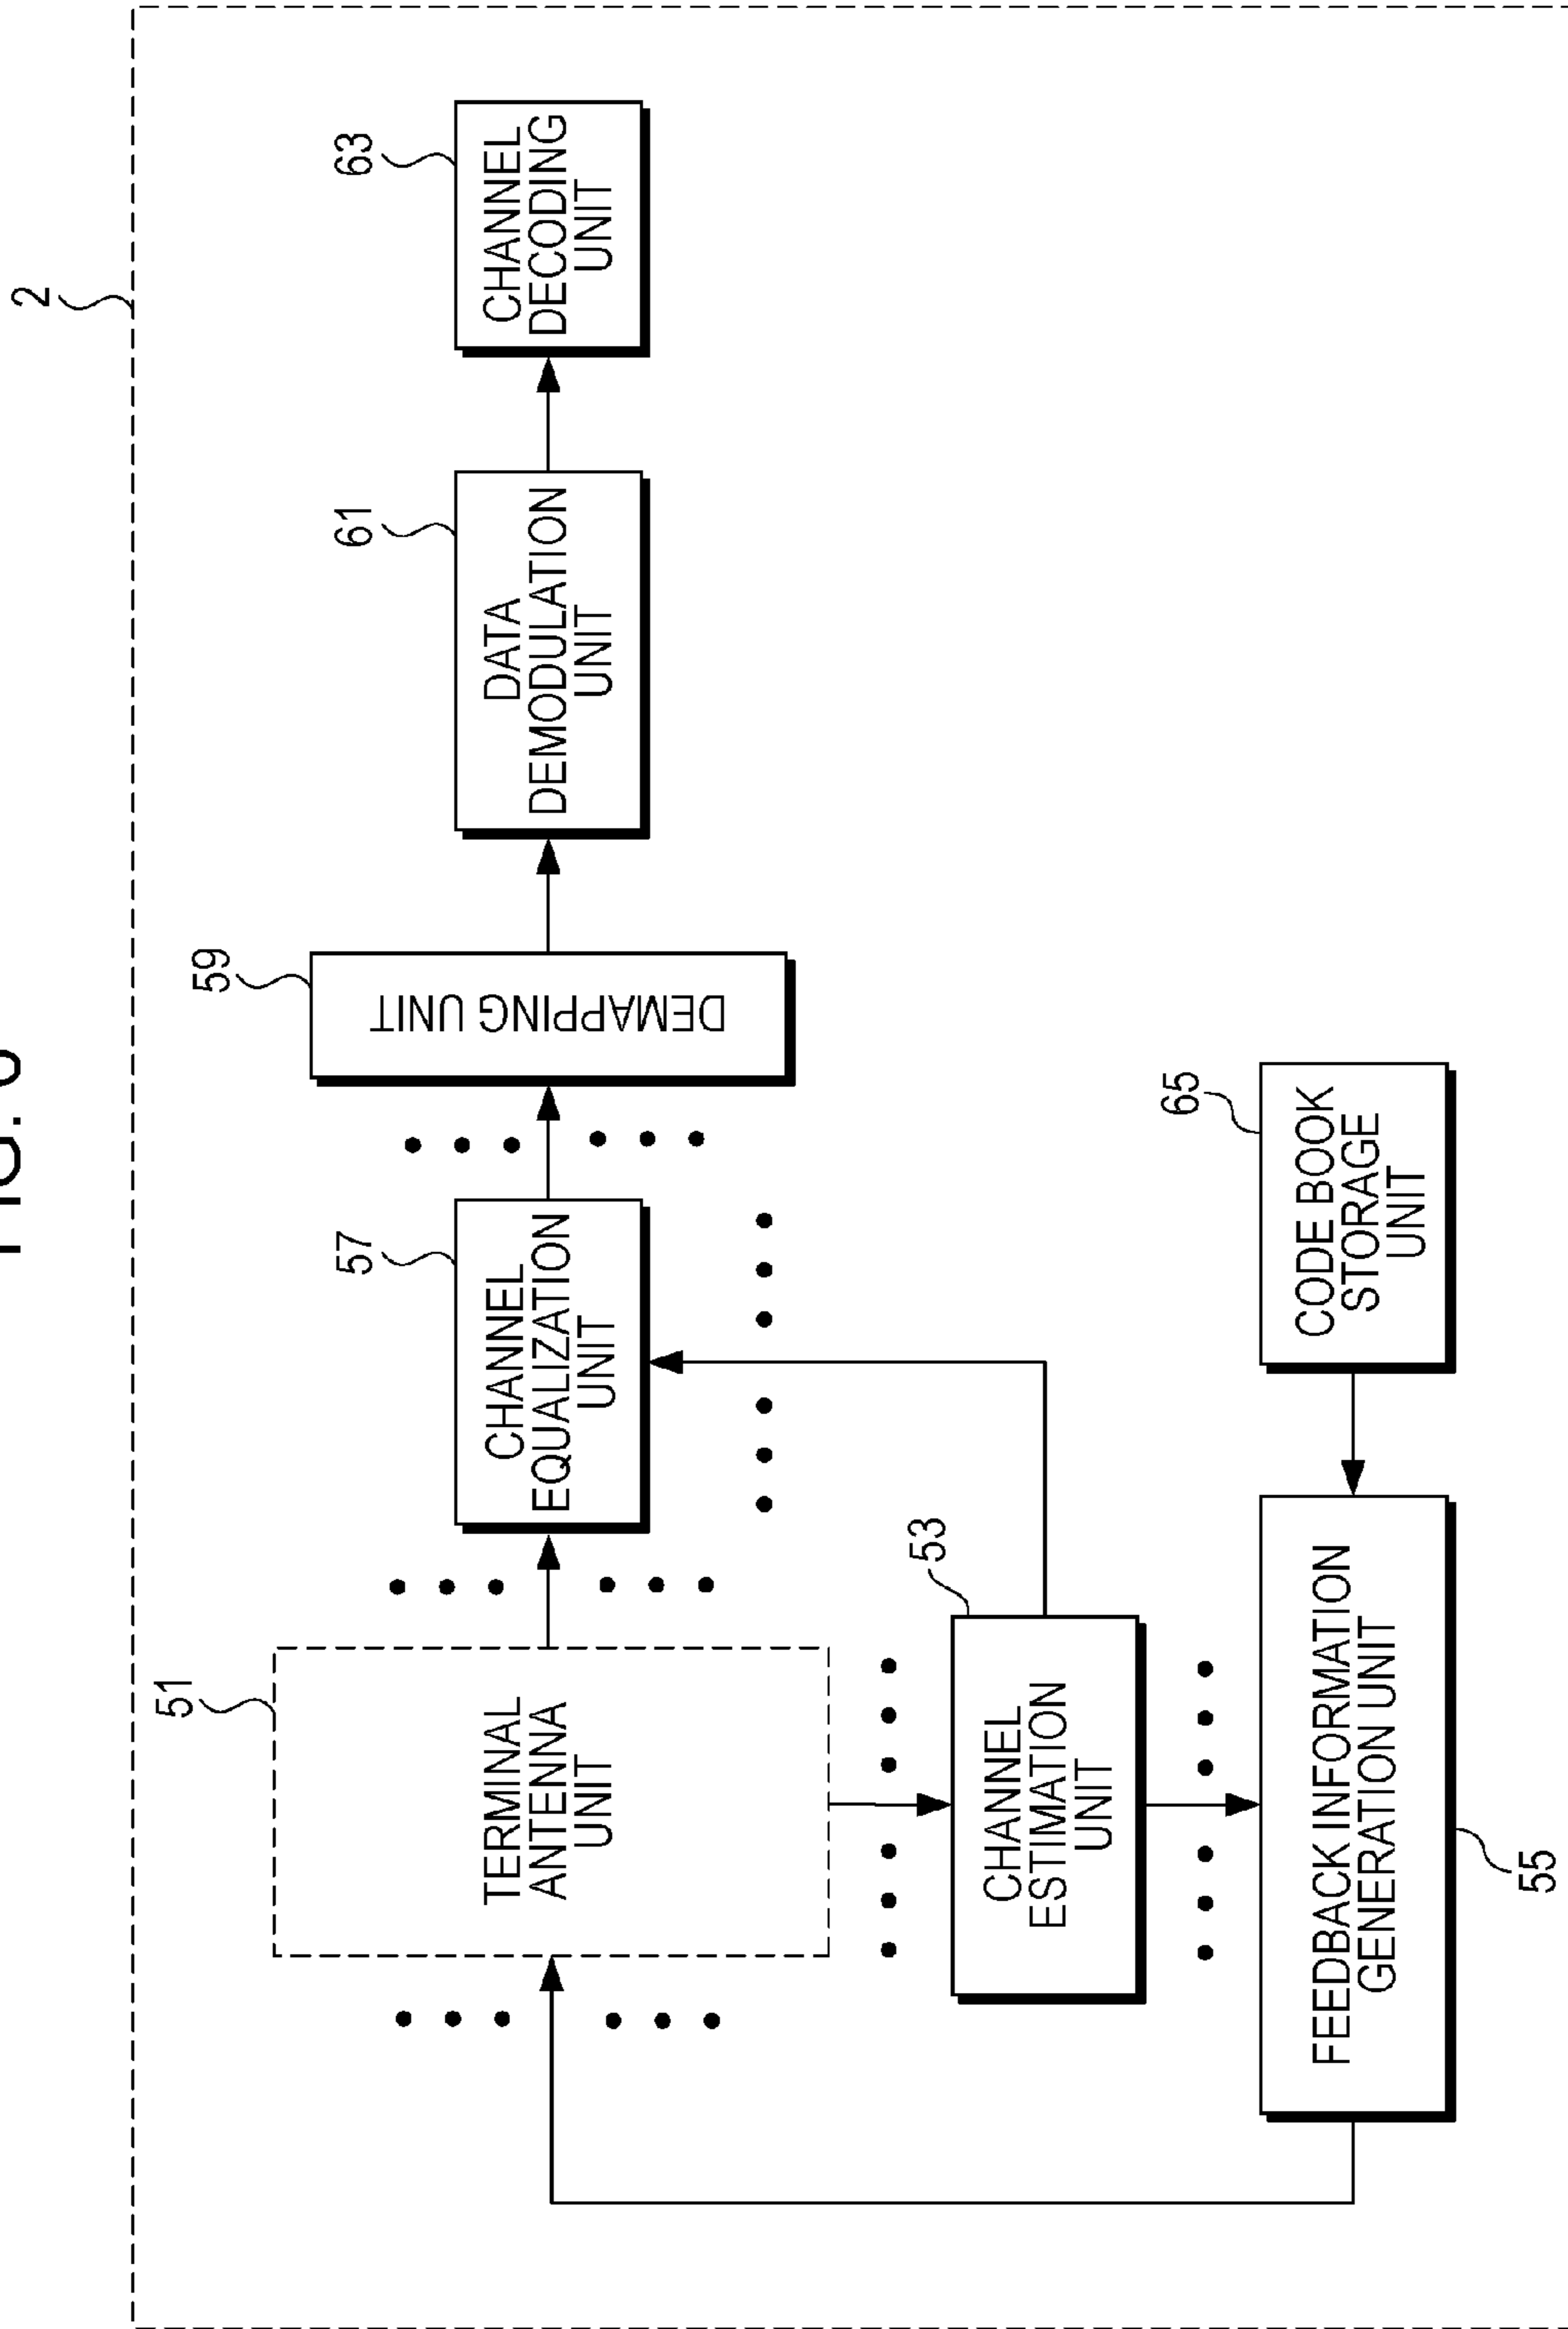 FIG.
2
51
TERMINAL
ANTENNA
UNIT
57
CHANNEL
EQUALIZATION
UNIT
59
DEMAPPING UNIT
61
DATA
DEMODULATION
UNIT
63
CHANNEL
DECODING
UNIT
53
CHANNEL
ESTIMATION
UNIT
65
CODE BOOK
STORAGE
UNIT
FEEDBACK INFORMATION
GENERATION UNIT
55